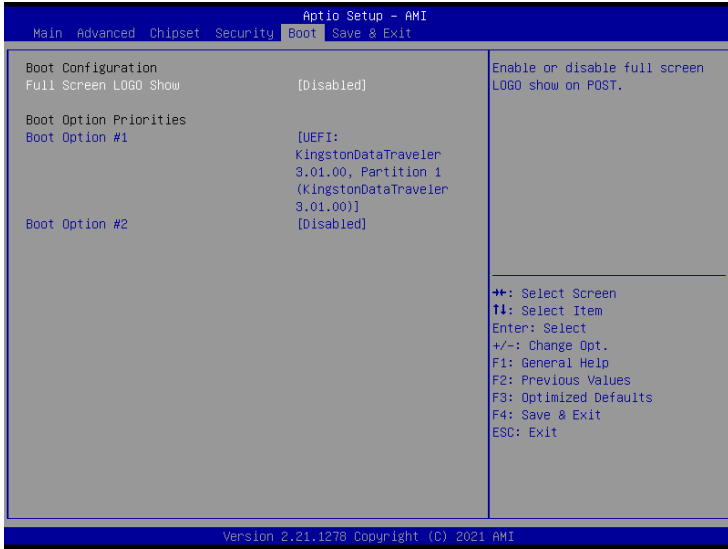 Aptio Setup – AMI
Main Advanced Chipset Security Boot Save & Exit
Boot Configuration
Full Screen LOGO Show [Disabled]
Boot Option Priorities
Boot Option #1 [UEFI:
KingstonDataTraveler
3.01.00, Partition 1
(KingstonDataTraveler
3.01.00)]
Boot Option #2 [Disabled]
Enable or disable full screen
LOGO show on POST.
→←: Select Screen
↑↓: Select Item
Enter: Select
+/-: Change Opt.
F1: General Help
F2: Previous Values
F3: Optimized Defaults
F4: Save & Exit
ESC: Exit
Version 2.21.1278 Copyright (C) 2021 AMI